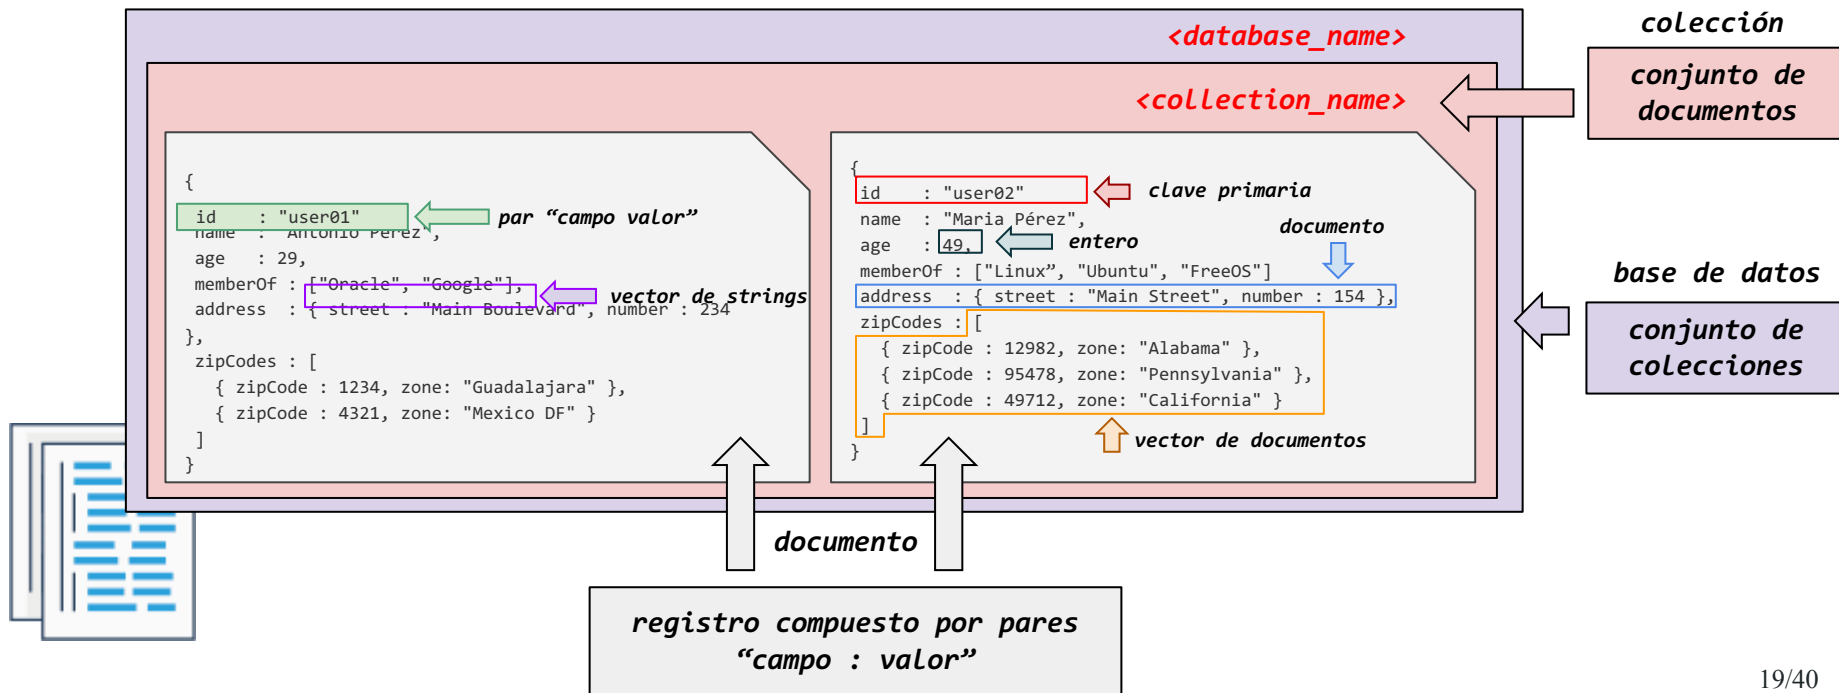 <database_name>
<collection_name>
{
id : "user01"
name : "Antonio Pérez",
age : 29,
memberOf : ["Oracle", "Google"],
address : { street : "Main Boulevard", number : 234
},
zipCodes : [
{ zipCode : 1234, zone: "Guadalajara" },
{ zipCode : 4321, zone: "Mexico DF" }
]
}
par “campo valor”
vector de strings
{
id : "user02"
name : "Maria Pérez",
age : 49,
memberOf : ["Linux”, "Ubuntu", "FreeOS"]
address : { street : "Main Street", number : 154 },
zipCodes : [
{ zipCode : 12982, zone: "Alabama" },
{ zipCode : 95478, zone: "Pennsylvania" },
{ zipCode : 49712, zone: "California" }
]
}
clave primaria
entero
documento
vector de documentos
colección
conjunto de
documentos
base de datos
conjunto de
colecciones
documento
registro compuesto por pares
“campo : valor”
19/40